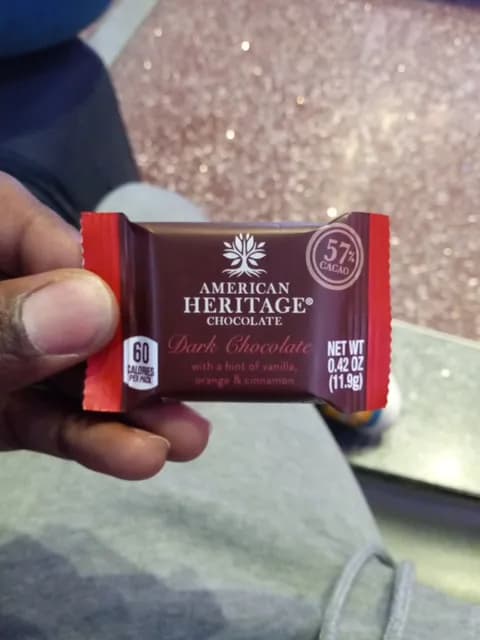 57%
CACAO
AMERICAN
HERITAGE®
CHOCOLATE
Dark Chocolate
with a hint of vanilla,
orange & cinnamon
60
CALORIES
PER PACK
NET WT
0.42 OZ
(11.9g)